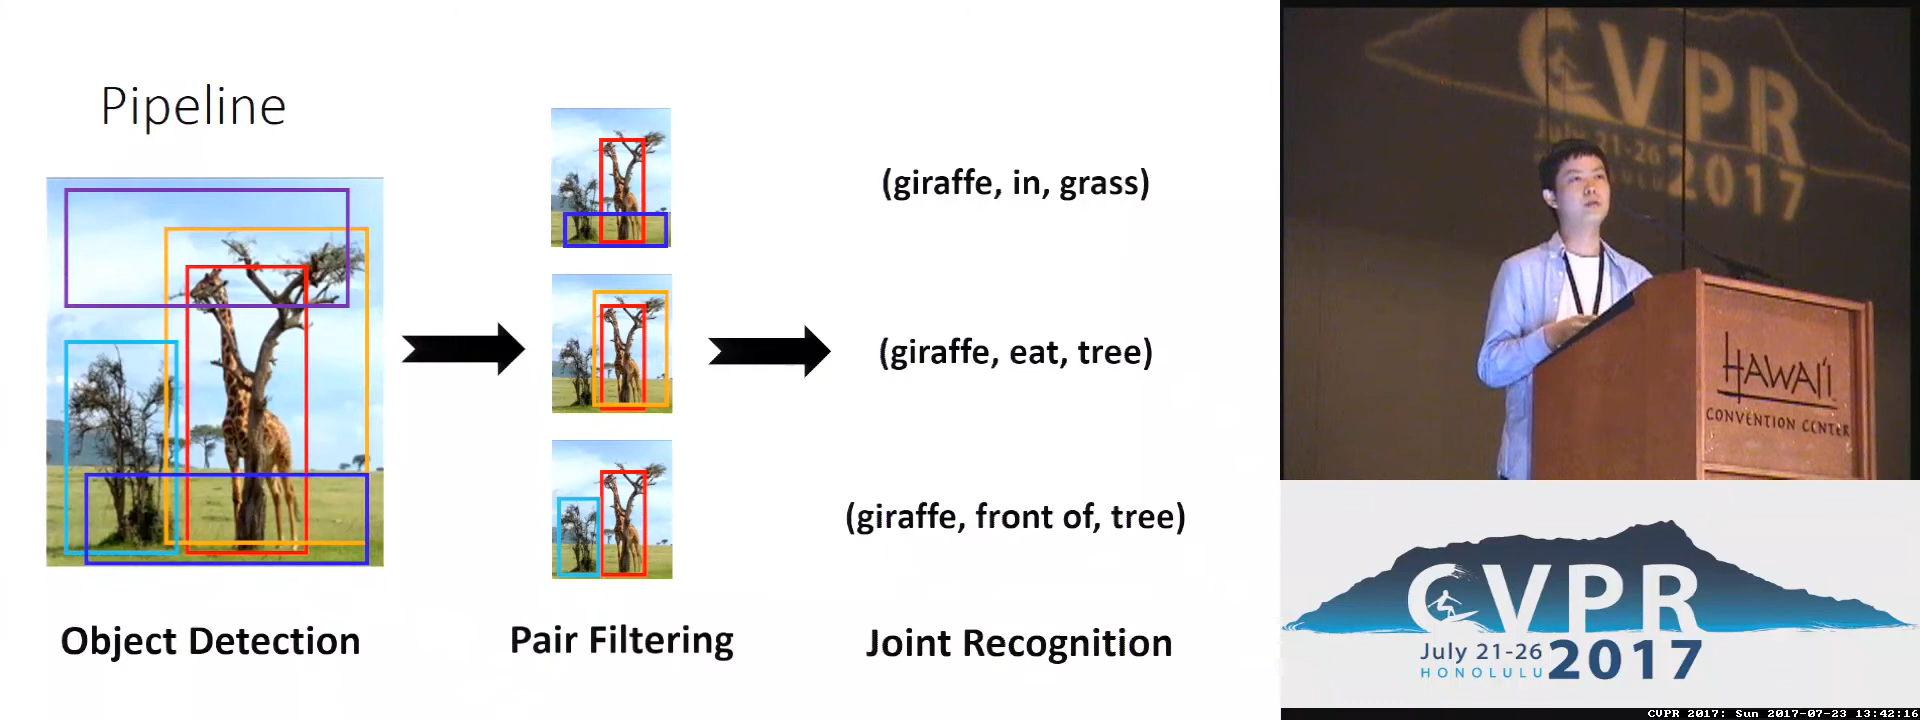 Pipeline
(giraffe, in, grass)
(giraffe, eat, tree)
(giraffe, front of, tree)
Object Detection
Pair Filtering
Joint Recognition
CVPR
July 21-26
HONOLULU
2017
HAWAI'I
CONVENTION CENTER
CVPR
July 21-26
HONOLULU
2017
CVPR 2017: Sun 2017-07-23 13:42:16